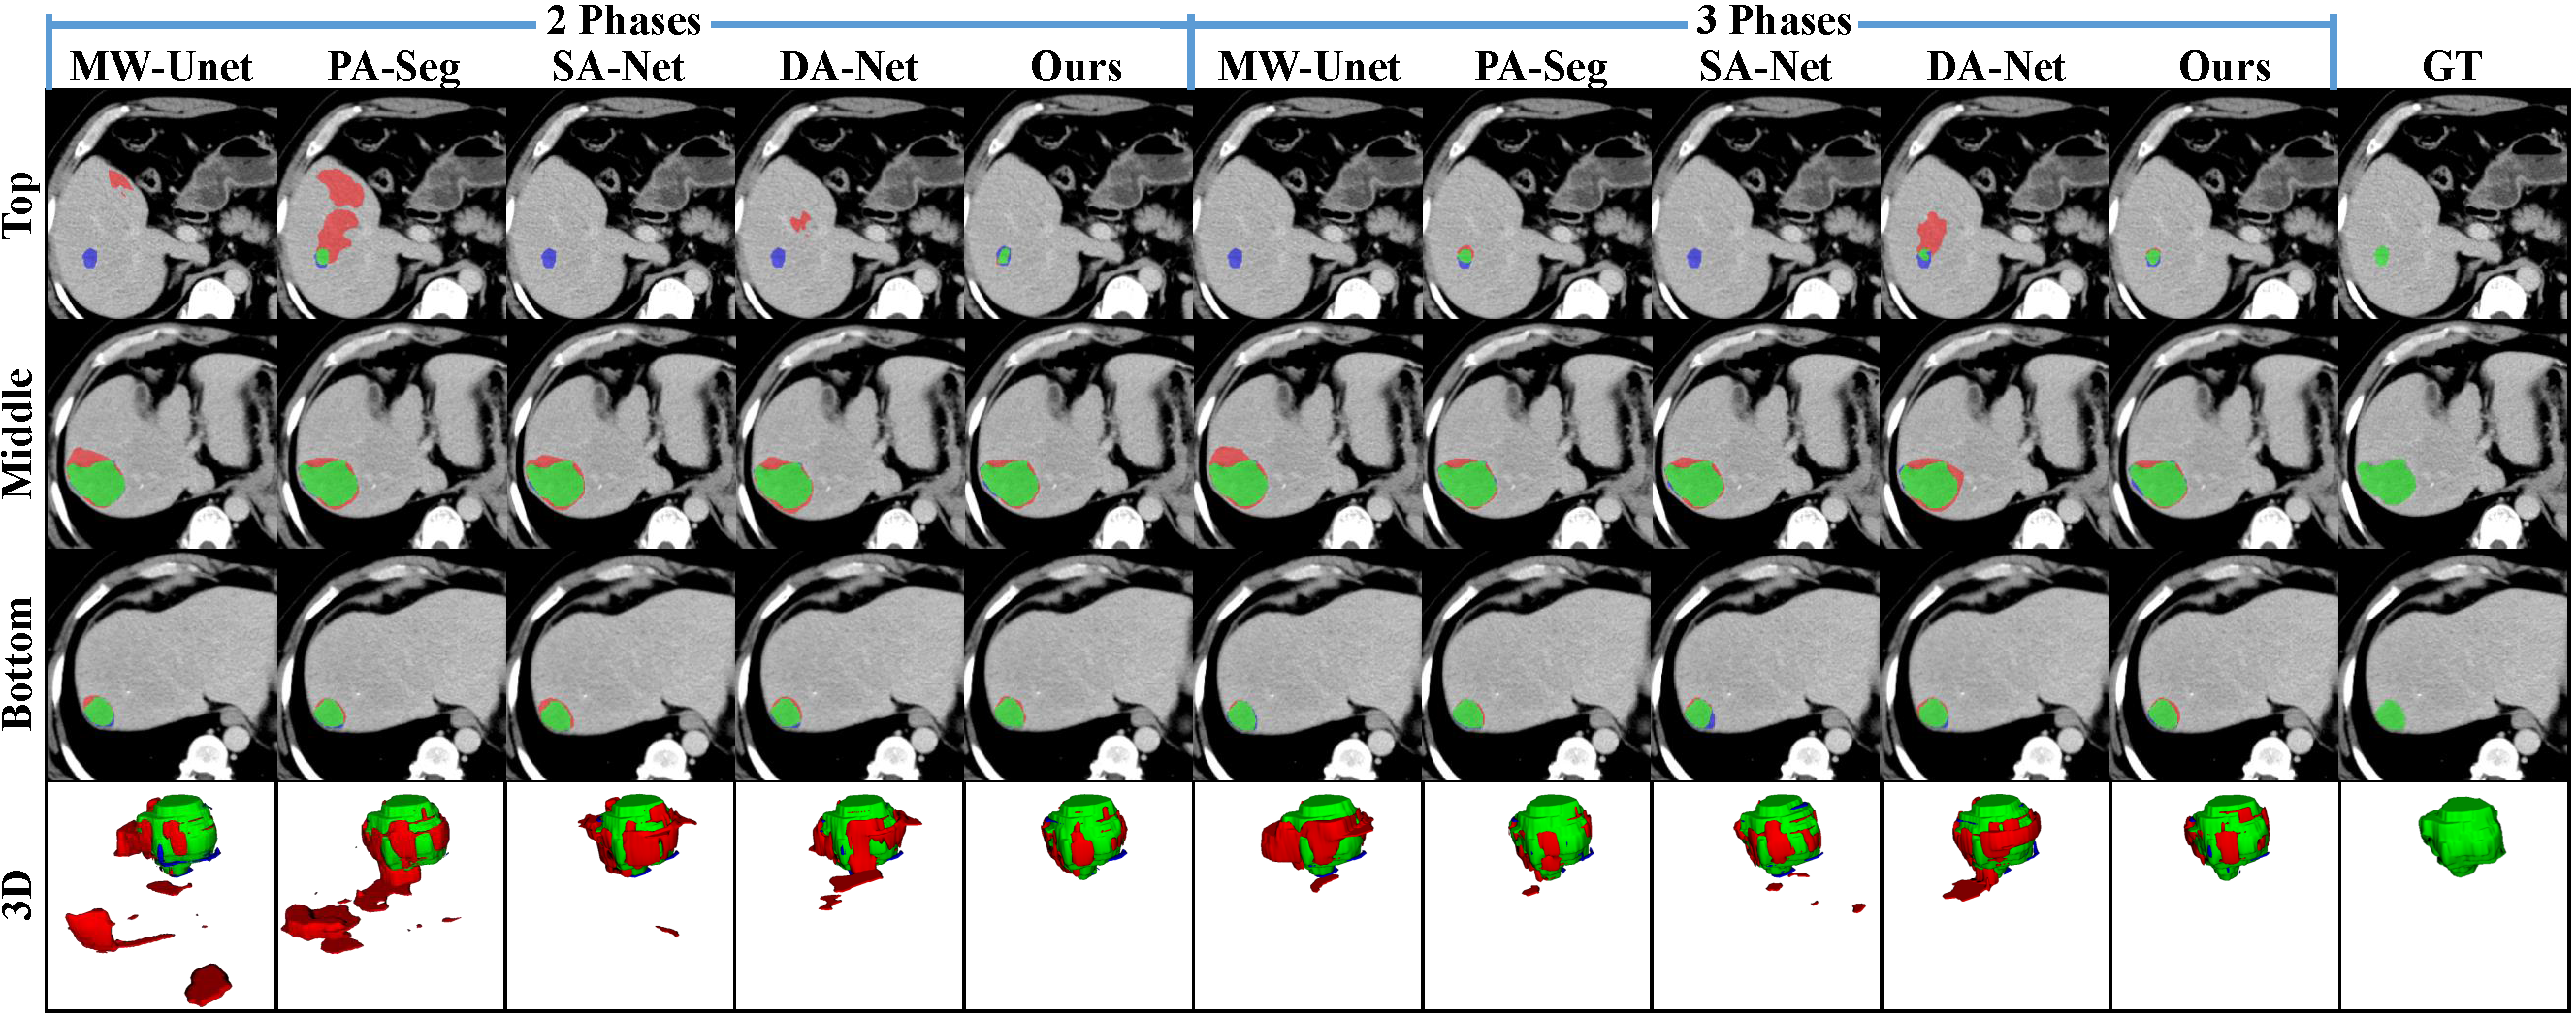 2 Phases 3 Phases
MW-Unet PA-Seg SA-Net DA-Net Ours MW-Unet PA-Seg SA-Net DA-Net Ours GT
Top
Middle
Bottom
3D